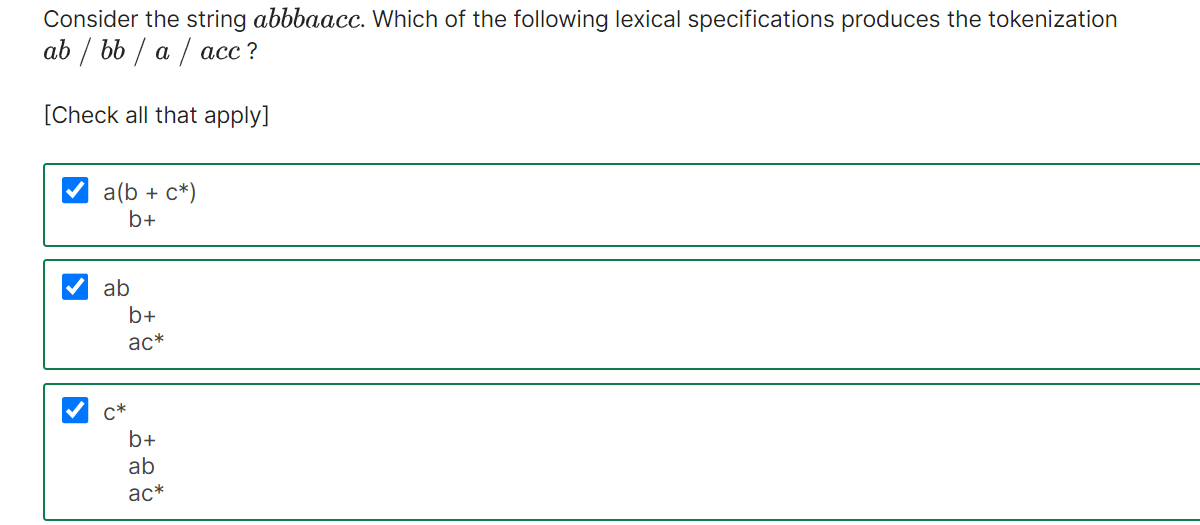 Consider the string abbbaacc. Which of the following lexical specifications produces the tokenization
ab / bb / a / acc ?
[Check all that apply]
a(b + c*)
b+
ab
b+
ac*
c*
b+
ab
ac*